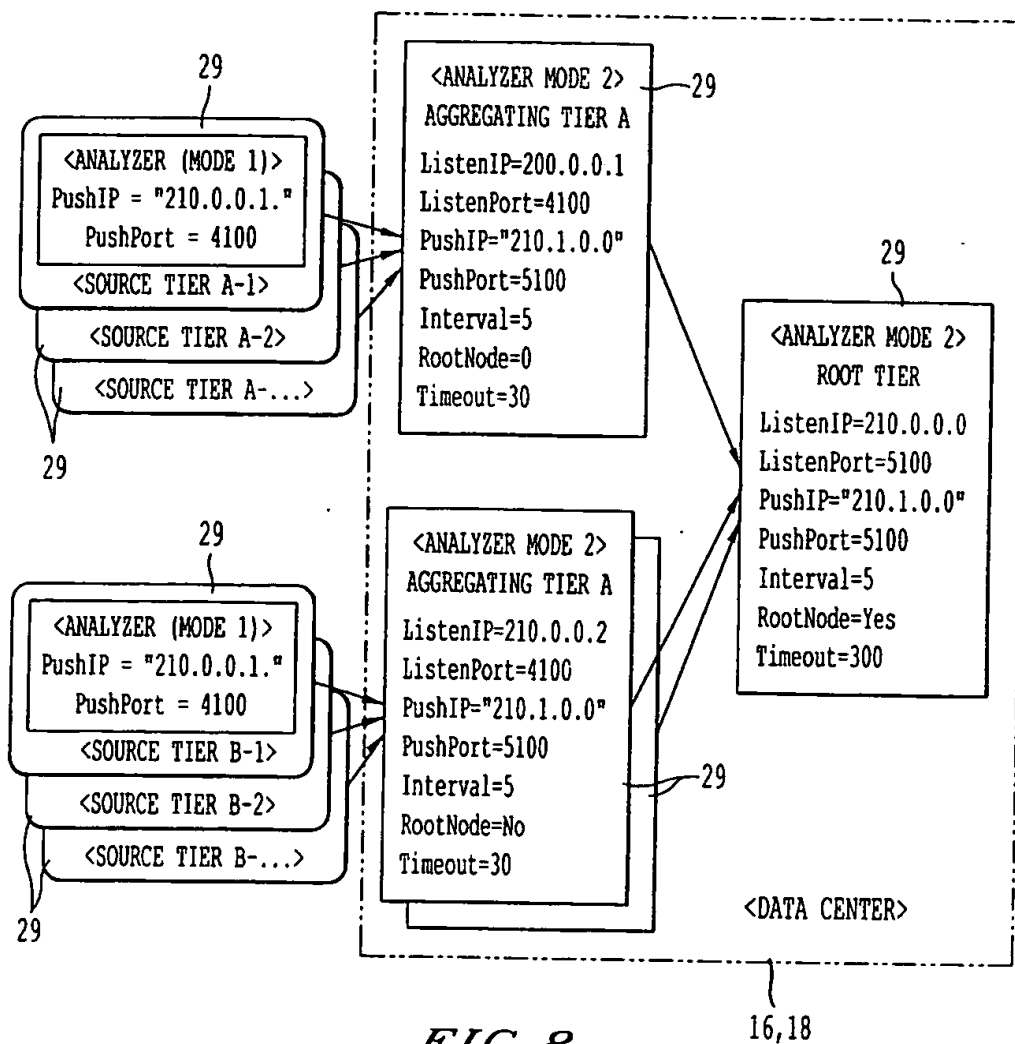 29
<ANALYZER (MODE 1)>
PushIP = "210.0.0.1."
PushPort = 4100
<SOURCE TIER A-1>
<SOURCE TIER A-2>
<SOURCE TIER A-...>
29
<ANALYZER MODE 2>
29
AGGREGATING TIER A
ListenIP=200.0.0.1
ListenPort=4100
PushIP="210.1.0.0"
PushPort=5100
Interval=5
RootNode=0
Timeout=30
29
<ANALYZER MODE 2>
ROOT TIER
ListenIP=210.0.0.0
ListenPort=5100
PushIP="210.1.0.0"
PushPort=5100
Interval=5
RootNode=Yes
Timeout=300
29
<ANALYZER (MODE 1)>
PushIP = "210.0.0.1."
PushPort = 4100
<SOURCE TIER B-1>
<SOURCE TIER B-2>
<SOURCE TIER B-...>
29
<ANALYZER MODE 2>
AGGREGATING TIER A
ListenIP=210.0.0.2
ListenPort=4100
PushIP="210.1.0.0"
PushPort=5100
Interval=5
RootNode=No
Timeout=30
29
<DATA CENTER>
16,18
FIG. 8